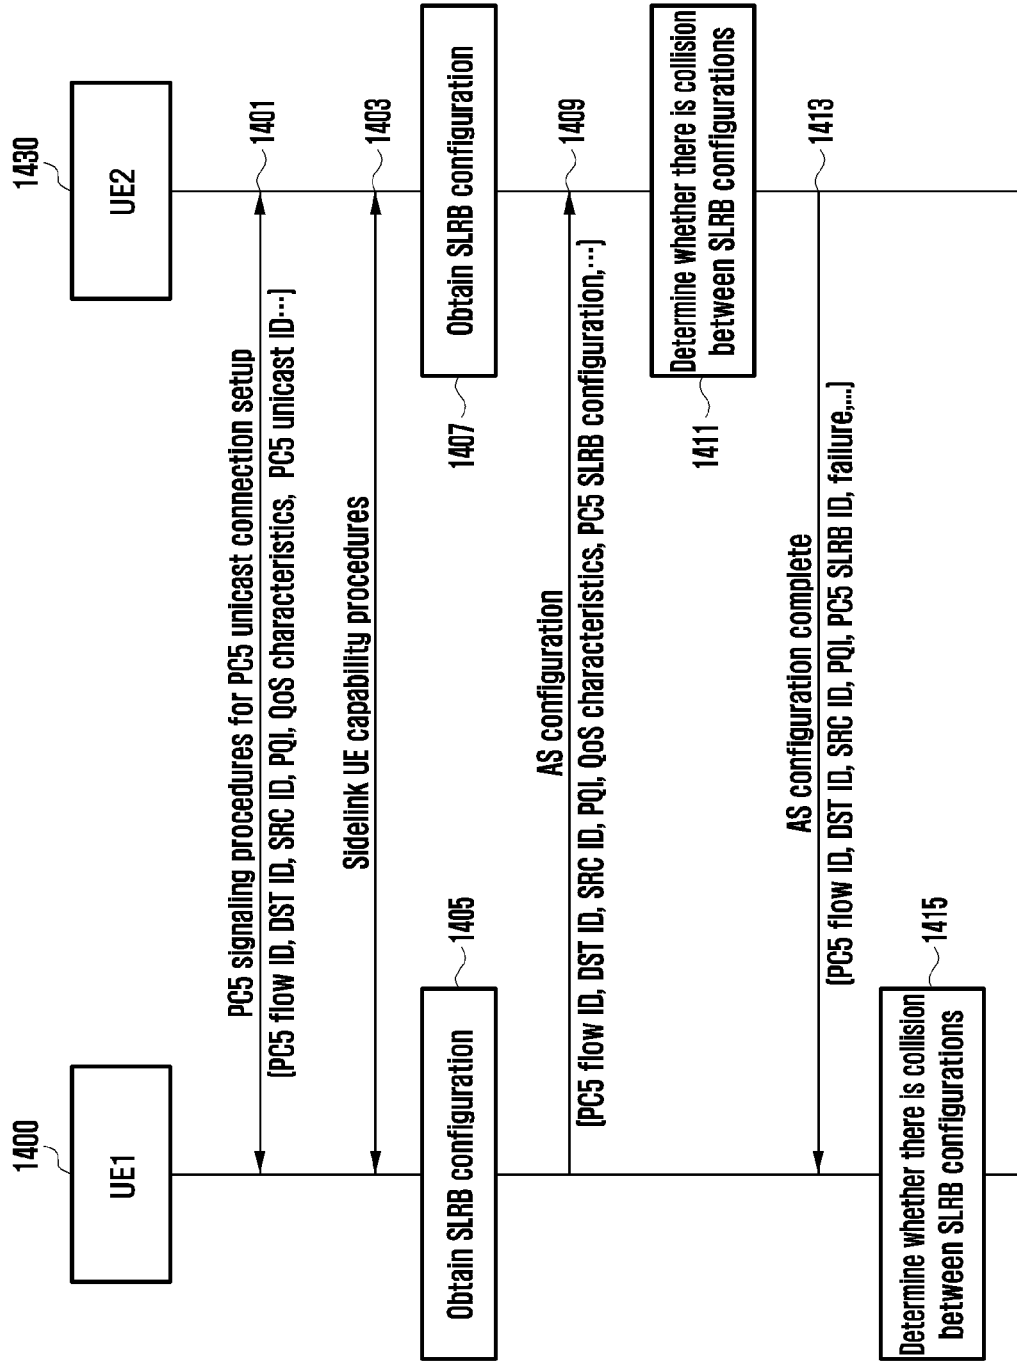 1400
UE1
1430
UE2
PC5 signaling procedures for PC5 unicast connection setup
(PC5 flow ID, DST ID, SRC ID, PQI, QoS characteristics, PC5 unicast ID···)
1401
Sidelink UE capability procedures
1403
Obtain SLRB configuration
1405
Obtain SLRB configuration
1407
AS configuration
(PC5 flow ID, DST ID, SRC ID, PQI, QoS characteristics, PC5 SLRB configuration,···)
1409
Determine whether there is collision
between SLRB configurations
1411
AS configuration complete
(PC5 flow ID, DST ID, SRC ID, PQI, PC5 SLRB ID, failure,...)
1413
Determine whether there is collision
between SLRB configurations
1415